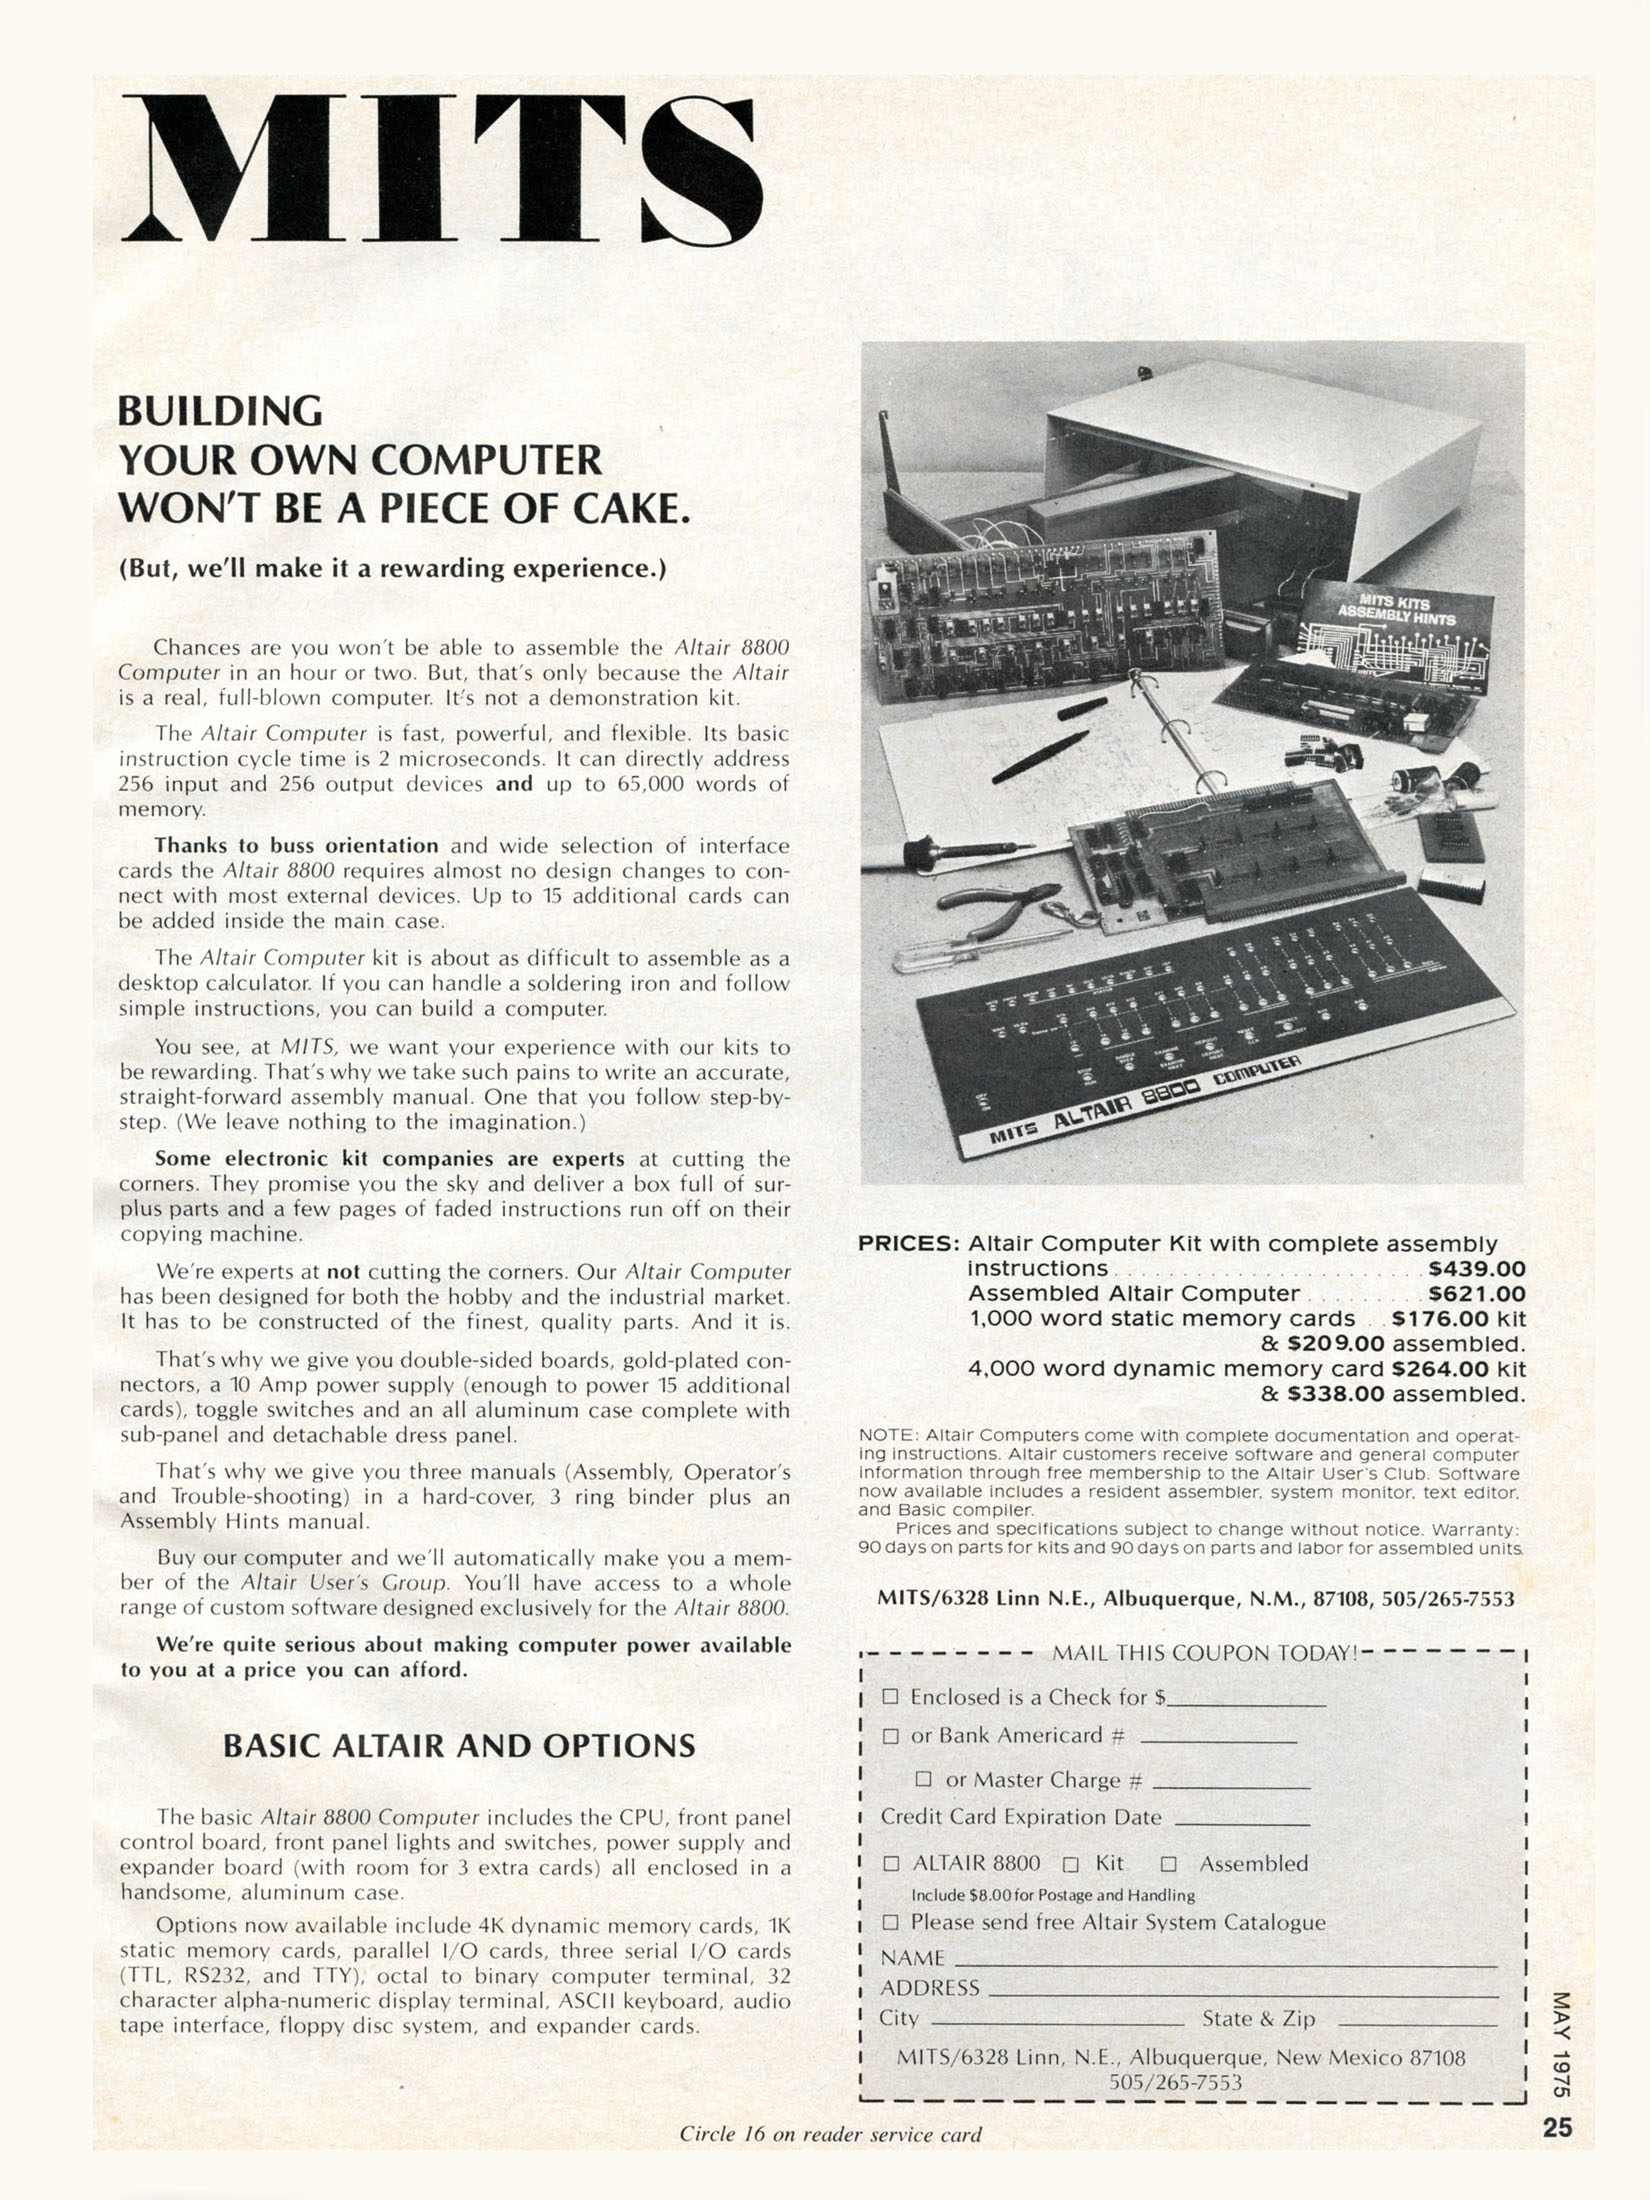 MITS
BUILDING
YOUR OWN COMPUTER
WON'T BE A PIECE OF CAKE.
(But, we'll make it a rewarding experience.)
Chances are you won't be able to assemble the Altair 8800
Computer in an hour or two. But, that's only because the Altair
is a real, full-blown computer. It's not a demonstration kit.
The Altair Computer is fast, powerful, and flexible. Its basic
instruction cycle time is 2 microseconds. It can directly address
256 input and 256 output devices and up to 65,000 words of
memory.
Thanks to buss orientation and wide selection of interface
cards the Altair 8800 requires almost no design changes to con-
nect with most external devices. Up to 15 additional cards can
be added inside the main case.
The Altair Computer kit is about as difficult to assemble as a
desktop calculator. If you can handle a soldering iron and follow
simple instructions, you can build a computer.
You see, at MITS, we want your experience with our kits to
be rewarding. That's why we take such pains to write an accurate,
straight-forward assembly manual. One that you follow step-by-
step. (We leave nothing to the imagination.)
Some electronic kit companies are experts at cutting the
corners. They promise you the sky and deliver a box full of sur-
plus parts and a few pages of faded instructions run off on their
copying machine.
We're experts at not cutting the corners. Our Altair Computer
has been designed for both the hobby and the industrial market.
It has to be constructed of the finest, quality parts. And it is.
That's why we give you double-sided boards, gold-plated con-
nectors, a 10 Amp power supply (enough to power 15 additional
cards), toggle switches and an all aluminum case complete with
sub-panel and detachable dress panel.
That's why we give you three manuals (Assembly, Operator's
and Trouble-shooting) in a hard-cover, 3 ring binder plus an
Assembly Hints manual.
Buy our computer and we'll automatically make you a mem-
ber of the Altair User's Group. You'll have access to a whole
range of custom software designed exclusively for the Altair 8800.
We're quite serious about making computer power available
to you at a price you can afford.
BASIC ALTAIR AND OPTIONS
The basic Altair 8800 Computer includes the CPU, front panel
control board, front panel lights and switches, power supply and
expander board (with room for 3 extra cards) all enclosed in a
handsome, aluminum case.
Options now available include 4K dynamic memory cards, 1K
static memory cards, parallel I/O cards, three serial I/O cards
(TTL, RS232, and TTY), octal to binary computer terminal, 32
character alpha-numeric display terminal, ASCII keyboard, audio
tape interface, floppy disc system, and expander cards.
MITS KITS
ASSEMBLY HINTS
MITS ALTAIR 8800 COMPUTER
PRICES: Altair Computer Kit with complete assembly
instructions . . . . . . . . . . . . . . . . . . . . . . . . $439.00
Assembled Altair Computer . . . . . . . . . $621.00
1,000 word static memory cards . . $176.00 kit
& $209.00 assembled.
4,000 word dynamic memory card $264.00 kit
& $338.00 assembled.
NOTE: Altair Computers come with complete documentation and operat-
ing instructions. Altair customers receive software and general computer
information through free membership to the Altair User's Club. Software
now available includes a resident assembler, system monitor, text editor,
and Basic compiler.
Prices and specifications subject to change without notice. Warranty:
90 days on parts for kits and 90 days on parts and labor for assembled units.
MITS/6328 Linn N.E., Albuquerque, N.M., 87108, 505/265-7553
MAIL THIS COUPON TODAY!
☐ Enclosed is a Check for $
☐ or Bank Americard #
☐ or Master Charge #
Credit Card Expiration Date
☐ ALTAIR 8800 ☐ Kit ☐ Assembled
Include $8.00 for Postage and Handling
☐ Please send free Altair System Catalogue
NAME
ADDRESS
City State & Zip
MITS/6328 Linn, N.E., Albuquerque, New Mexico 87108
505/265-7553
MAY 1975
25
Circle 16 on reader service card